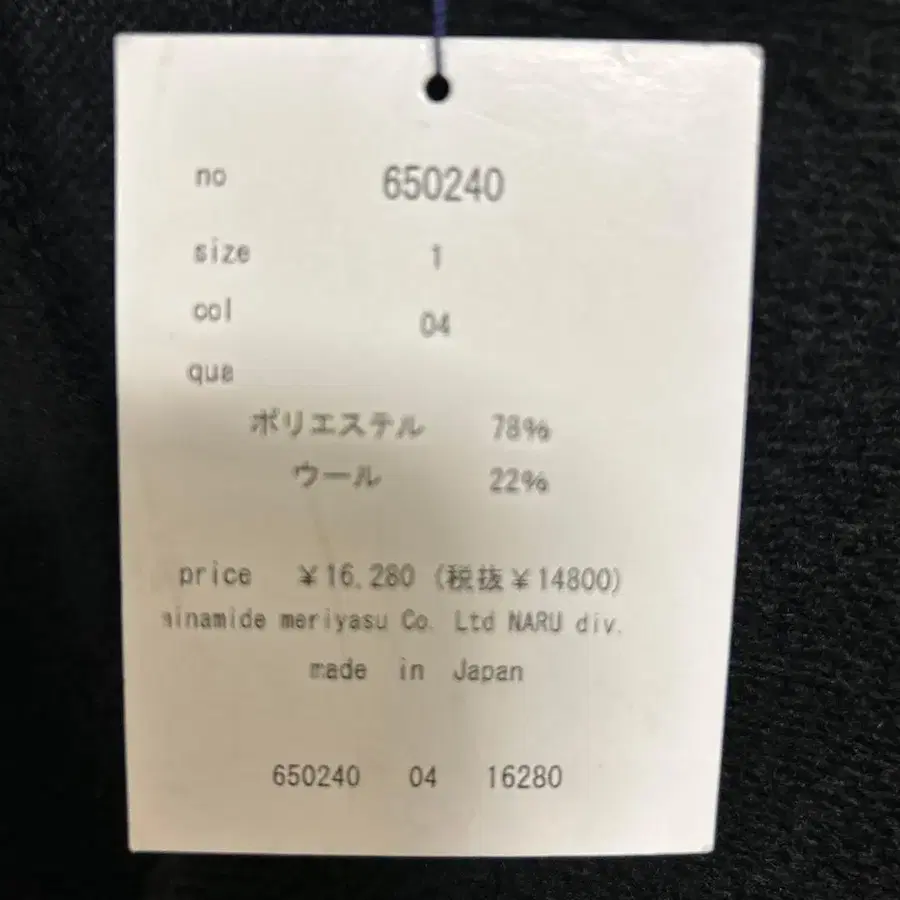 no 650240
size 1
col 04
que
ポリエステル 78%
ウール 22%
price ¥16,280 (税抜¥14800)
minamide meriyasu Co. Ltd NARU div.
made in Japan
650240 04 16280